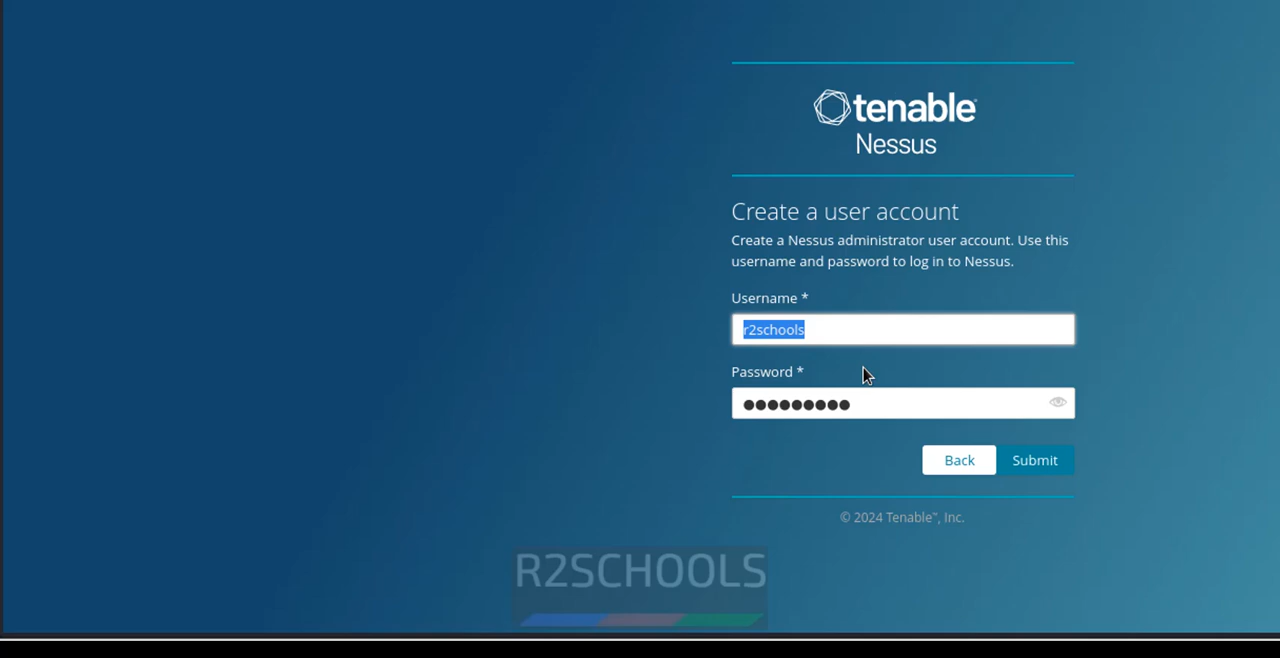 tenable
Nessus
Create a user account
Create a Nessus administrator user account. Use this
username and password to log in to Nessus.
Username *
r2schools
Password *
●●●●●●●●●
Back Submit
© 2024 Tenable™, Inc.
R2SCHOOLS